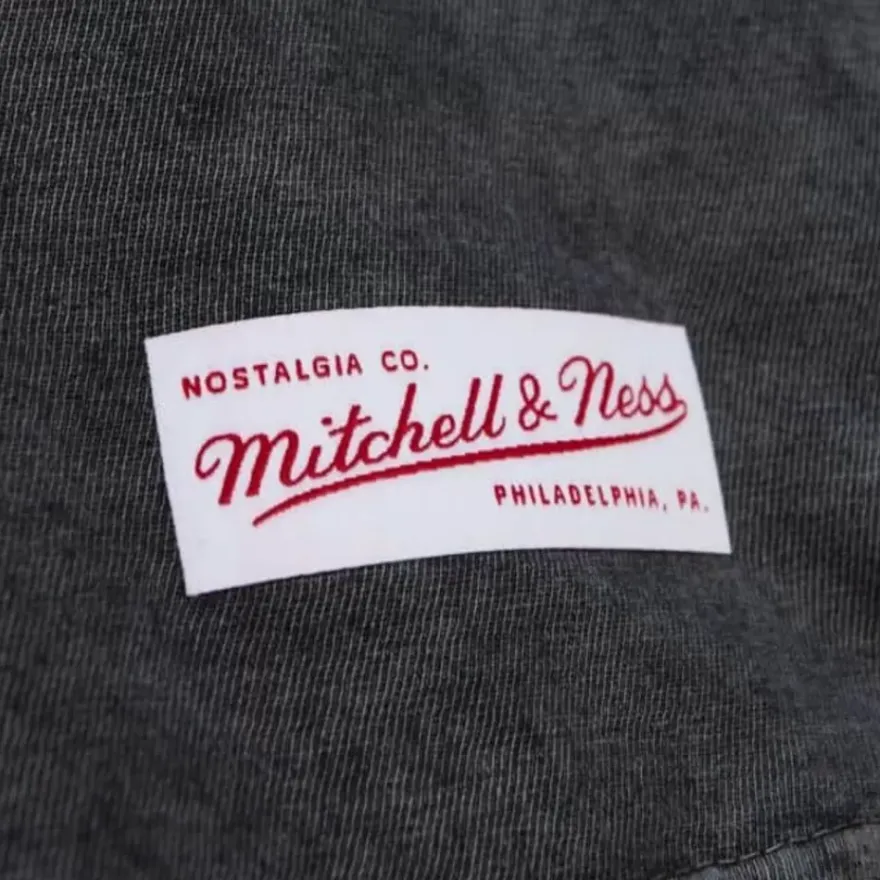 NOSTALGIA CO.
Mitchell & Ness
PHILADELPHIA, PA.